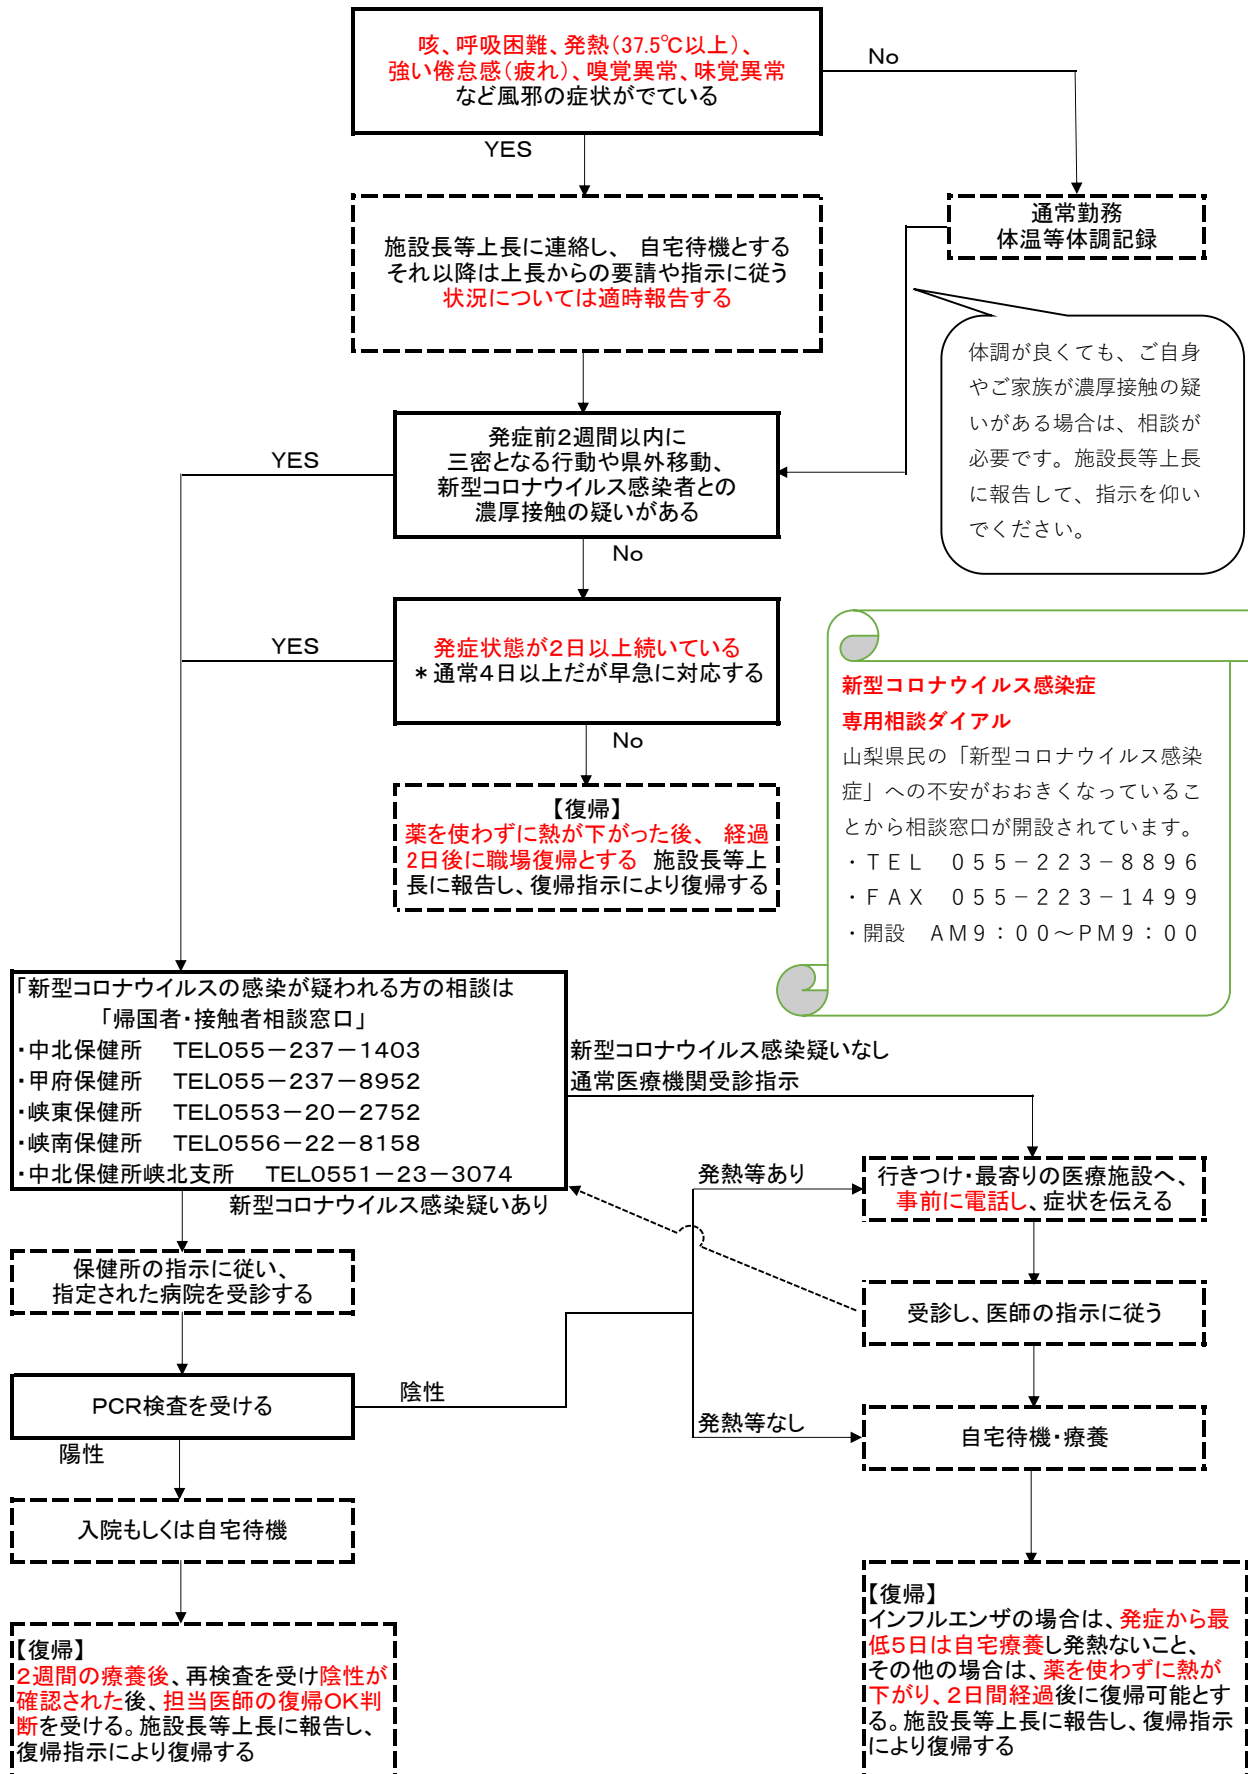 咳、呼吸困難、発熱(37.5℃以上)、
強い倦怠感(疲れ)、嗅覚異常、味覚異常
など風邪の症状がでている
No
YES
通常勤務
体温等体調記録
施設長等上長に連絡し、 自宅待機とする
それ以降は上長からの要請や指示に従う
状況については適時報告する
体調が良くても、ご自身
やご家族が濃厚接触の疑
いがある場合は、相談が
必要です。施設長等上長
に報告して、指示を仰い
でください。
発症前2週間以内に
三密となる行動や県外移動、
新型コロナウイルス感染者との
濃厚接触の疑いがある
YES
No
発症状態が2日以上続いている
*通常4日以上だが早急に対応する
YES
No
【復帰】
薬を使わずに熱が下がった後、 経過
2日後に職場復帰とする 施設長等上
長に報告し、復帰指示により復帰する
新型コロナウイルス感染症
専用相談ダイアル
山梨県民の「新型コロナウイルス感染
症」への不安がおおきくなっているこ
とから相談窓口が開設されています。
・TEL 055-223-8896
・FAX 055-223-1499
・開設 AM9:00~PM9:00
「新型コロナウイルスの感染が疑われる方の相談は
「帰国者・接触者相談窓口」
・中北保健所 TEL055-237-1403
・甲府保健所 TEL055-237-8952
・峡東保健所 TEL0553-20-2752
・峡南保健所 TEL0556-22-8158
・中北保健所峡北支所 TEL0551-23-3074
新型コロナウイルス感染疑いなし
通常医療機関受診指示
新型コロナウイルス感染疑いあり
発熱等あり
行きつけ・最寄りの医療施設へ、
事前に電話し、症状を伝える
保健所の指示に従い、
指定された病院を受診する
受診し、医師の指示に従う
PCR検査を受ける
陰性
陽性
発熱等なし
自宅待機・療養
入院もしくは自宅待機
【復帰】
2週間の療養後、再検査を受け陰性が
確認された後、担当医師の復帰OK判
断を受ける。施設長等上長に報告し、
復帰指示により復帰する
【復帰】
インフルエンザの場合は、発症から最
低5日は自宅療養し発熱ないこと、
その他の場合は、薬を使わずに熱が
下がり、2日間経過後に復帰可能とす
る。施設長等上長に報告し、復帰指示
により復帰する